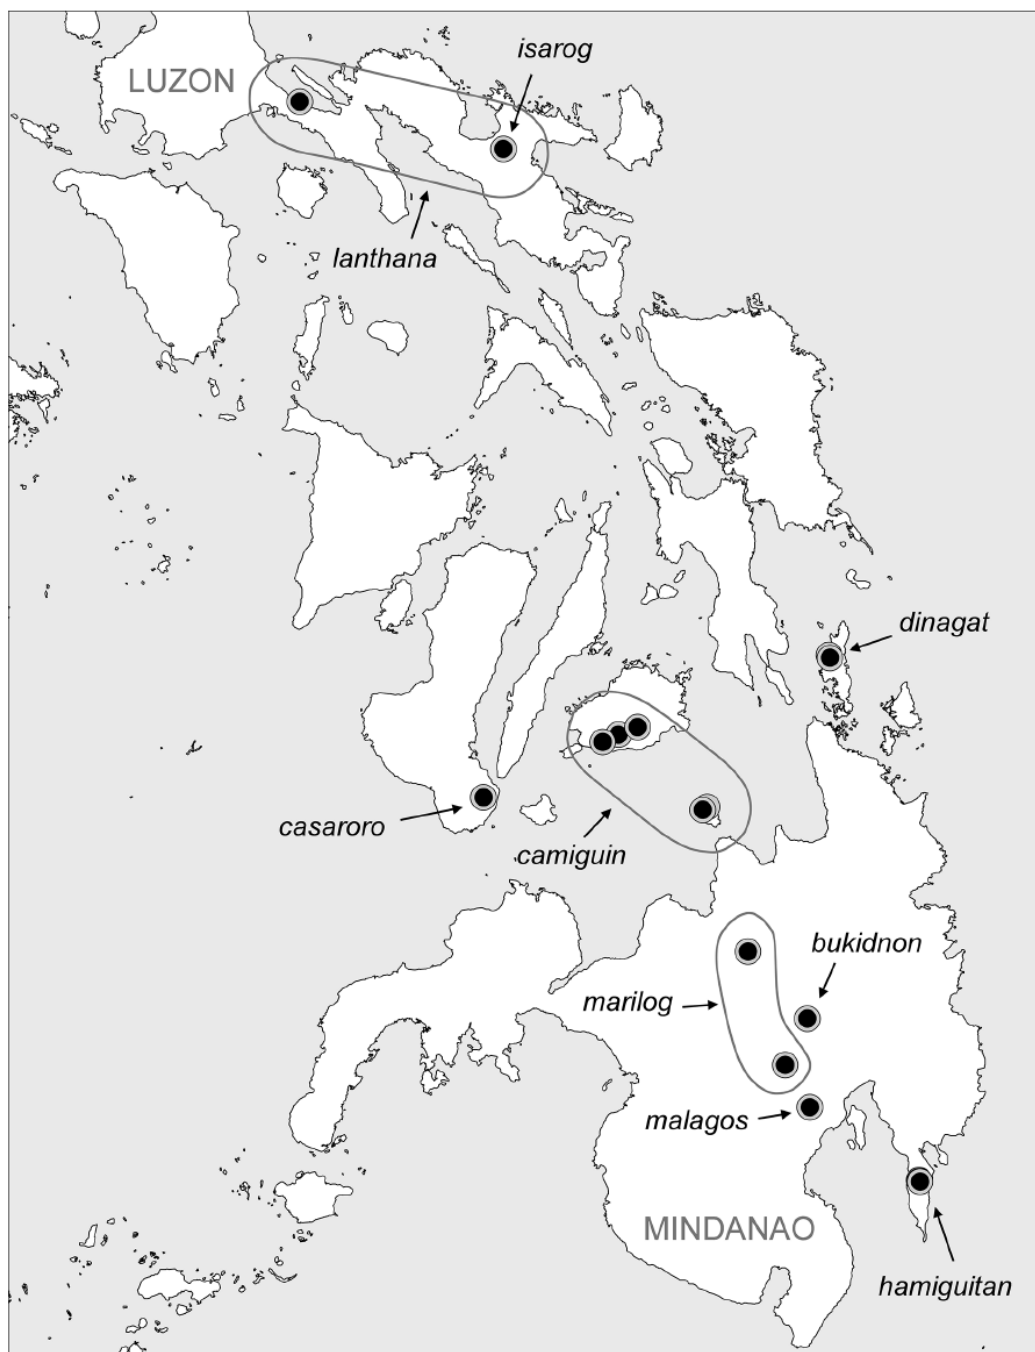 isarog
LUZON
lanthana
dinagat
casaroro
camiguin
bukidnon
marilog
malagos
MINDANAO
hamiguitan